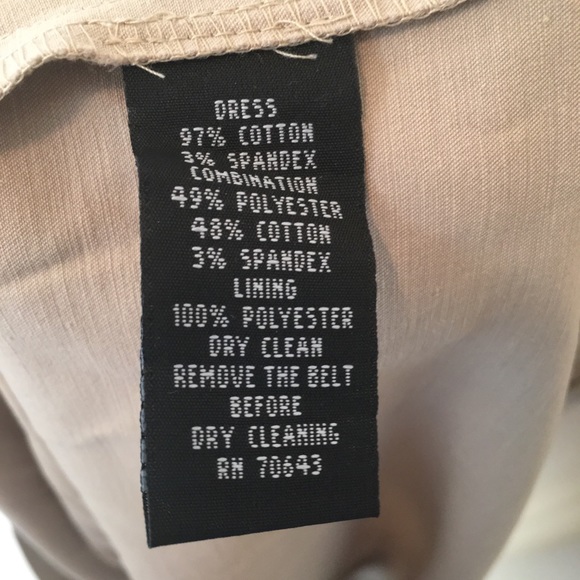 DRESS
97% COTTON
3% SPANDEX
COMBINATION
49% POLYESTER
48% COTTON
3% SPANDEX
LINING
100% POLYESTER
DRY CLEAN
REMOVE THE BELT
BEFORE
DRY CLEANING
RN 70643